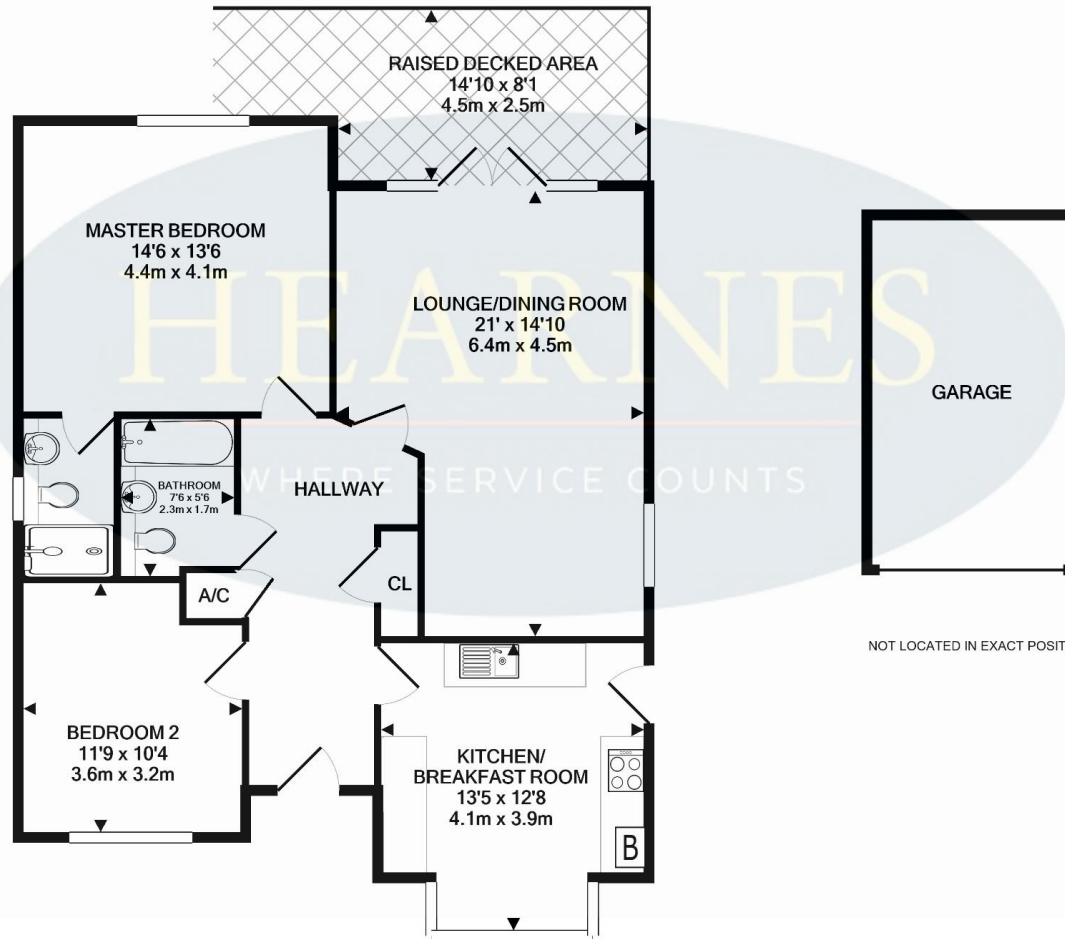 RAISED DECKED AREA
14'10 x 8'1
4.5m x 2.5m
MASTER BEDROOM
14'6 x 13'6
4.4m x 4.1m
LOUNGE/DINING ROOM
21' x 14'10
6.4m x 4.5m
HEARNES
WHERE SERVICE COUNTS
GARAGE
BATHROOM
7'6 x 5'6
2.3m x 1.7m
HALLWAY
A/C
CL
NOT LOCATED IN EXACT POSIT
BEDROOM 2
11'9 x 10'4
3.6m x 3.2m
KITCHEN/
BREAKFAST ROOM
13'5 x 12'8
4.1m x 3.9m
B